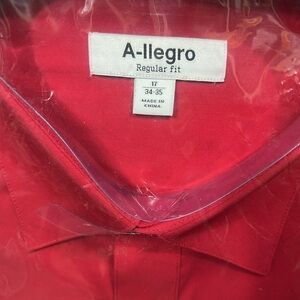 A-llegro
Regular fit
17
34-35
MADE IN
CHINA